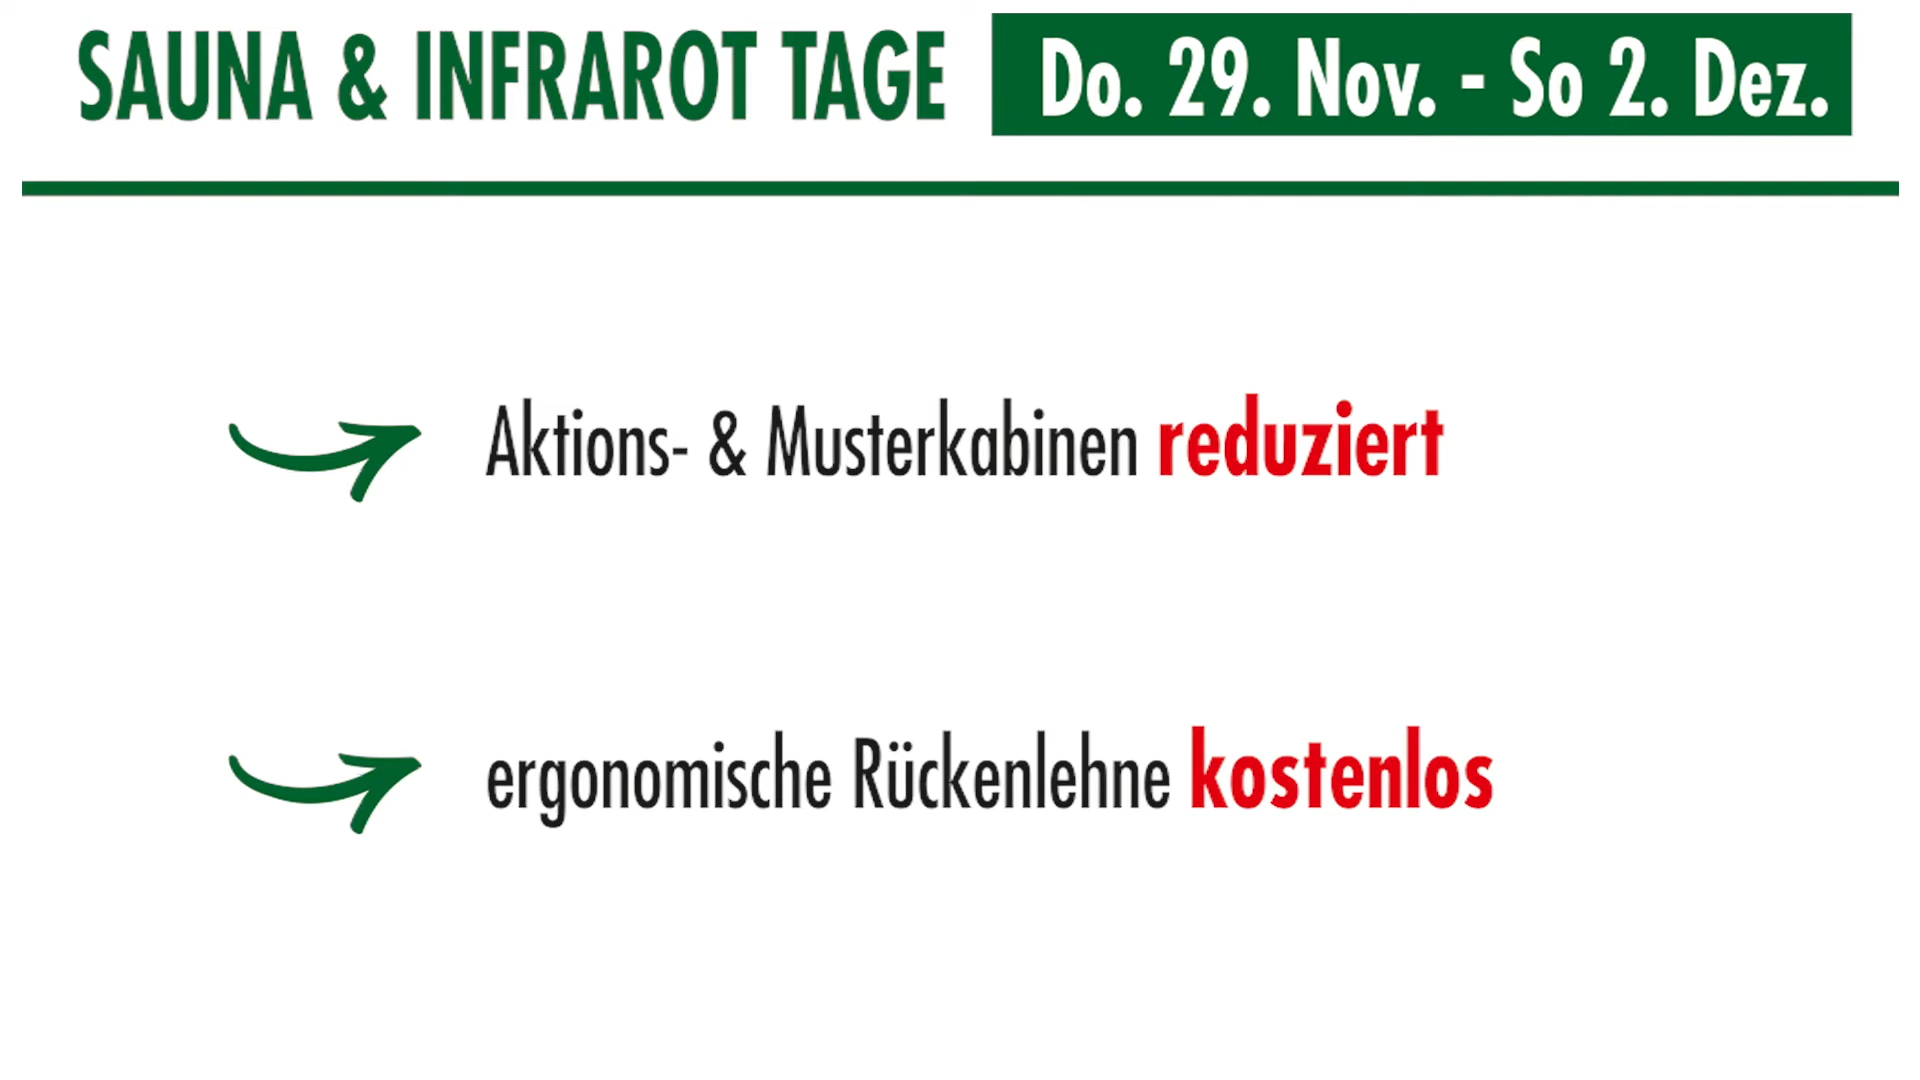 SAUNA & INFRAROT TAGE Do. 29. Nov. - So 2. Dez.
Aktions- & Musterkabinen reduziert
ergonomische Rückenlehne kostenlos